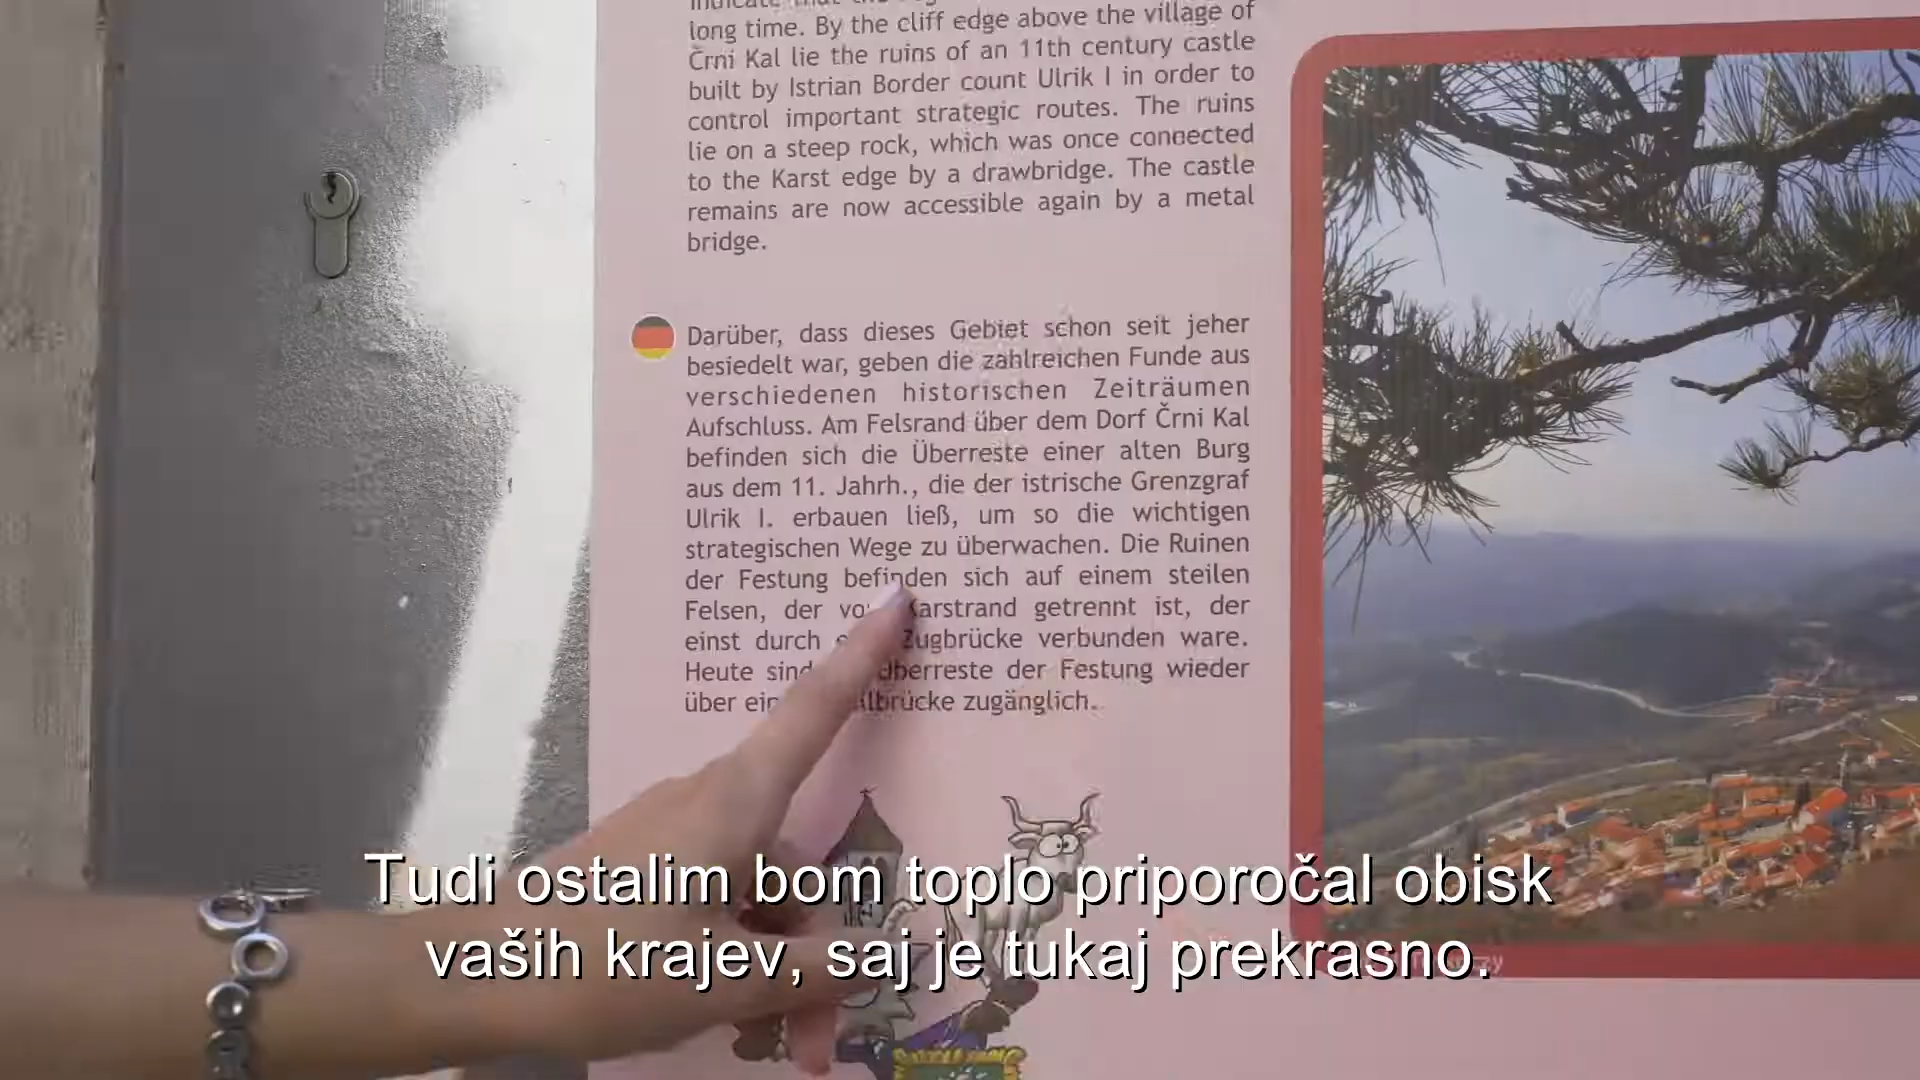 long time. By the cliff edge above the village of
Črni Kal lie the ruins of an 11th century castle
built by Istrian Border count Ulrik I in order to
control important strategic routes. The ruins
lie on a steep rock, which was once connected
to the Karst edge by a drawbridge. The castle
remains are now accessible again by a metal
bridge.
Darüber, dass dieses Gebiet schon seit jeher
besiedelt war, geben die zahlreichen Funde aus
verschiedenen historischen Zeiträumen
Aufschluss. Am Felsrand über dem Dorf Črni Kal
befinden sich die Überreste einer alten Burg
aus dem 11. Jahrh., die der istrische Grenzgraf
Ulrik I. erbauen ließ, um so die wichtigen
strategischen Wege zu überwachen. Die Ruinen
der Festung befinden sich auf einem steilen
Felsen, der Karstrand getrennt ist, der
einst durch Zugbrücke verbunden ware.
Heute sind Überreste der Festung wieder
über zugänglich.
Tudi ostalim bom toplo priporočal obisk
vaših krajev, saj je tukaj prekrasno.